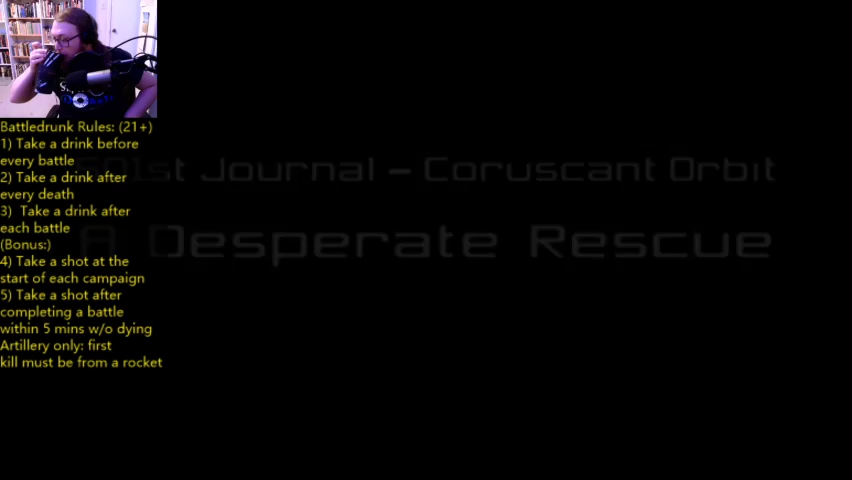 Battledrunk Rules: (21+)
1) Take a drink before
every battle
2) Take a drink after
every death
3)  Take a drink after
each battle
(Bonus:)
4) Take a shot at the
start of each campaign
5) Take a shot after
completing a battle
within 5 mins w/o dying
Artillery only: first
kill must be from a rocket
501st Journal – Coruscant Orbit
A Desperate Rescue